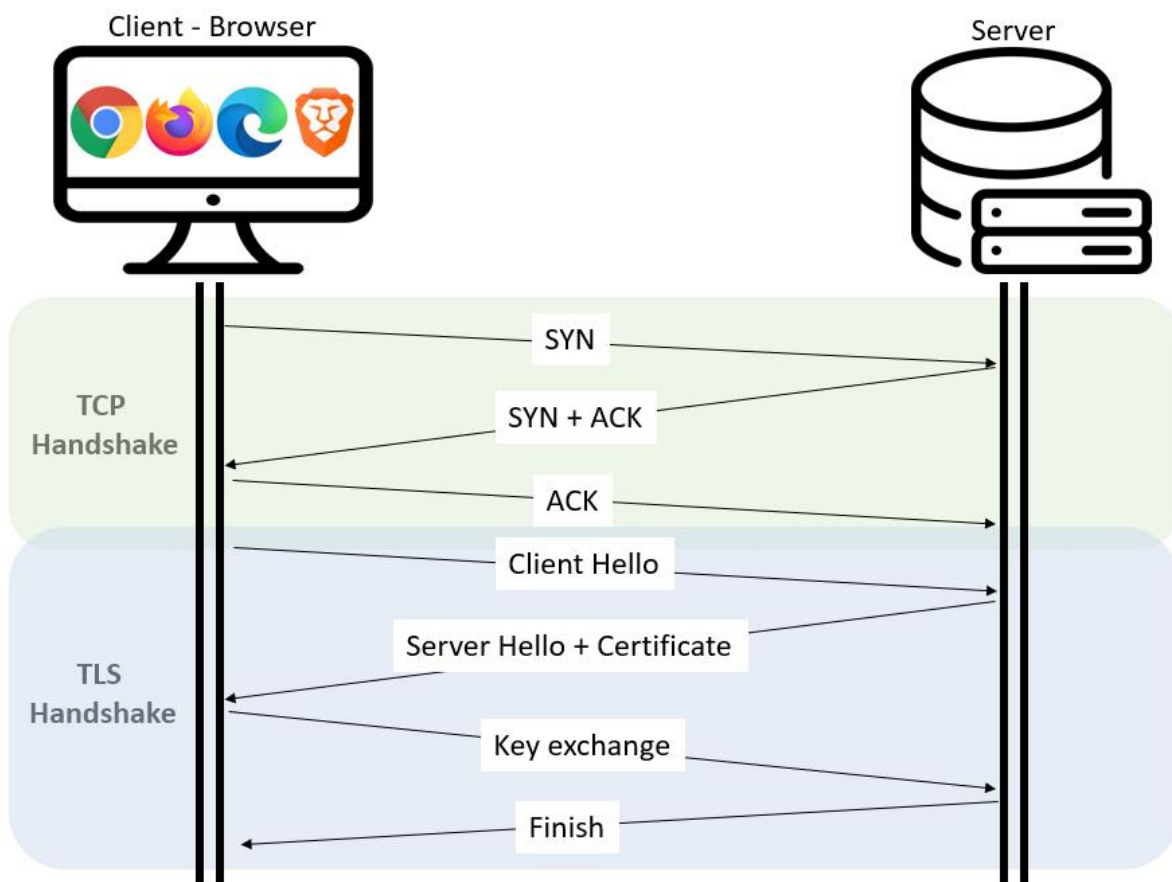 Client - Browser
Server
SYN
SYN + ACK
TCP
Handshake
ACK
Client Hello
Server Hello + Certificate
TLS
Handshake
Key exchange
Finish